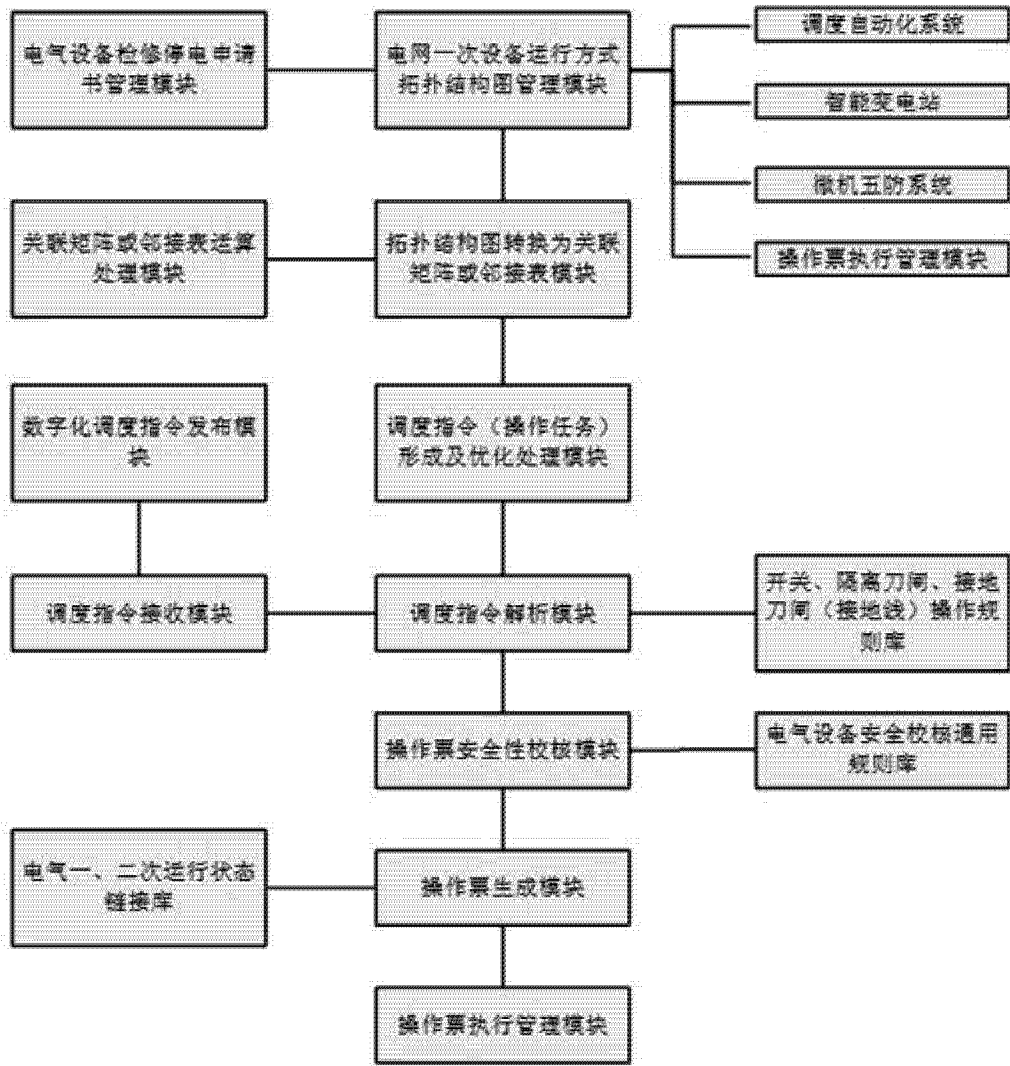 电气设备检修停电申请
书管理模块
电网一次设备运行方式
拓扑结构图管理模块
调度自动化系统
智能变电站
微机五防系统
操作票执行管理模块
关联矩阵或邻接表运算
处理模块
拓扑结构图转换为关联
矩阵或邻接表模块
数字化调度指令发布模
块
调度指令（操作任务）
形成及优化处理模块
调度指令接收模块
调度指令解析模块
开关、隔离刀闸、接地
刀闸（接地线）操作规
则库
操作票安全性校核模块
电气设备安全校核通用
规则库
电气一、二次运行状态
链接库
操作票生成模块
操作票执行管理模块